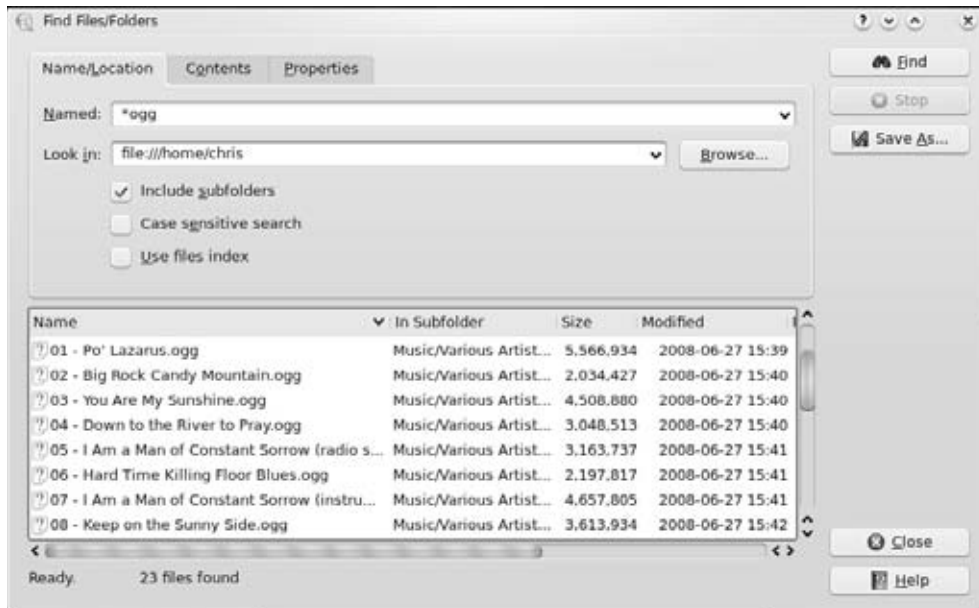 Find Files/Folders
Name/Location Contents Properties
Named: *ogg
Look in: file:///home/chris Browse...
Include subfolders
Case sensitive search
Use files index
Find
Stop
Save As...
Name In Subfolder Size Modified
01 - Po' Lazarus.ogg Music/Various Artist... 5,566,934 2008-06-27 15:39
02 - Big Rock Candy Mountain.ogg Music/Various Artist... 2,034,427 2008-06-27 15:40
03 - You Are My Sunshine.ogg Music/Various Artist... 4,508,880 2008-06-27 15:40
04 - Down to the River to Pray.ogg Music/Various Artist... 3,048,513 2008-06-27 15:40
05 - I Am a Man of Constant Sorrow (radio s... Music/Various Artist... 3,163,737 2008-06-27 15:41
06 - Hard Time Killing Floor Blues.ogg Music/Various Artist... 2,197,817 2008-06-27 15:41
07 - I Am a Man of Constant Sorrow (instru... Music/Various Artist... 4,657,805 2008-06-27 15:41
08 - Keep on the Sunny Side.ogg Music/Various Artist... 3,613,934 2008-06-27 15:42
Ready. 23 files found
Close
Help